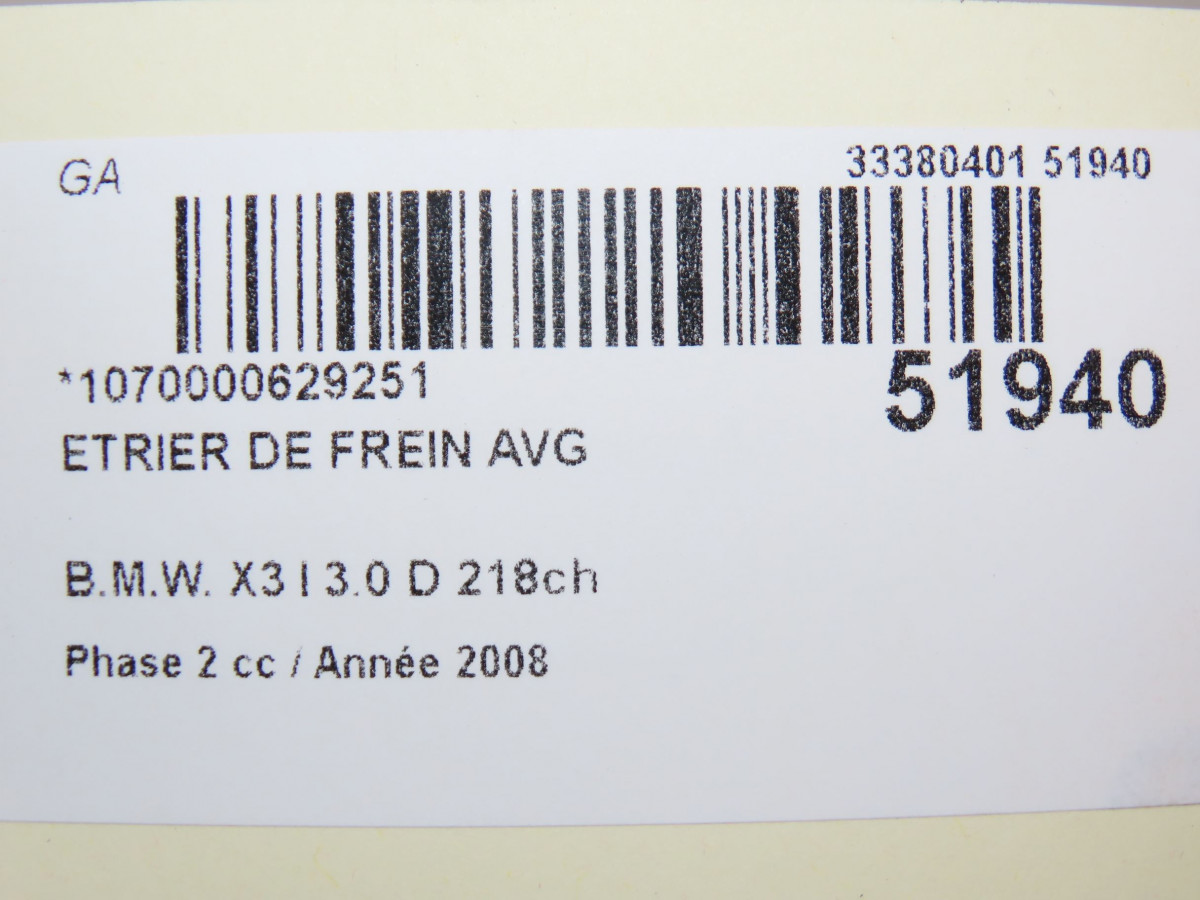 GA
33380401 51940
*1070000629251
51940
ETRIER DE FREIN AVG
B.M.W. X3 I 3.0 D 218ch
Phase 2 cc / Année 2008